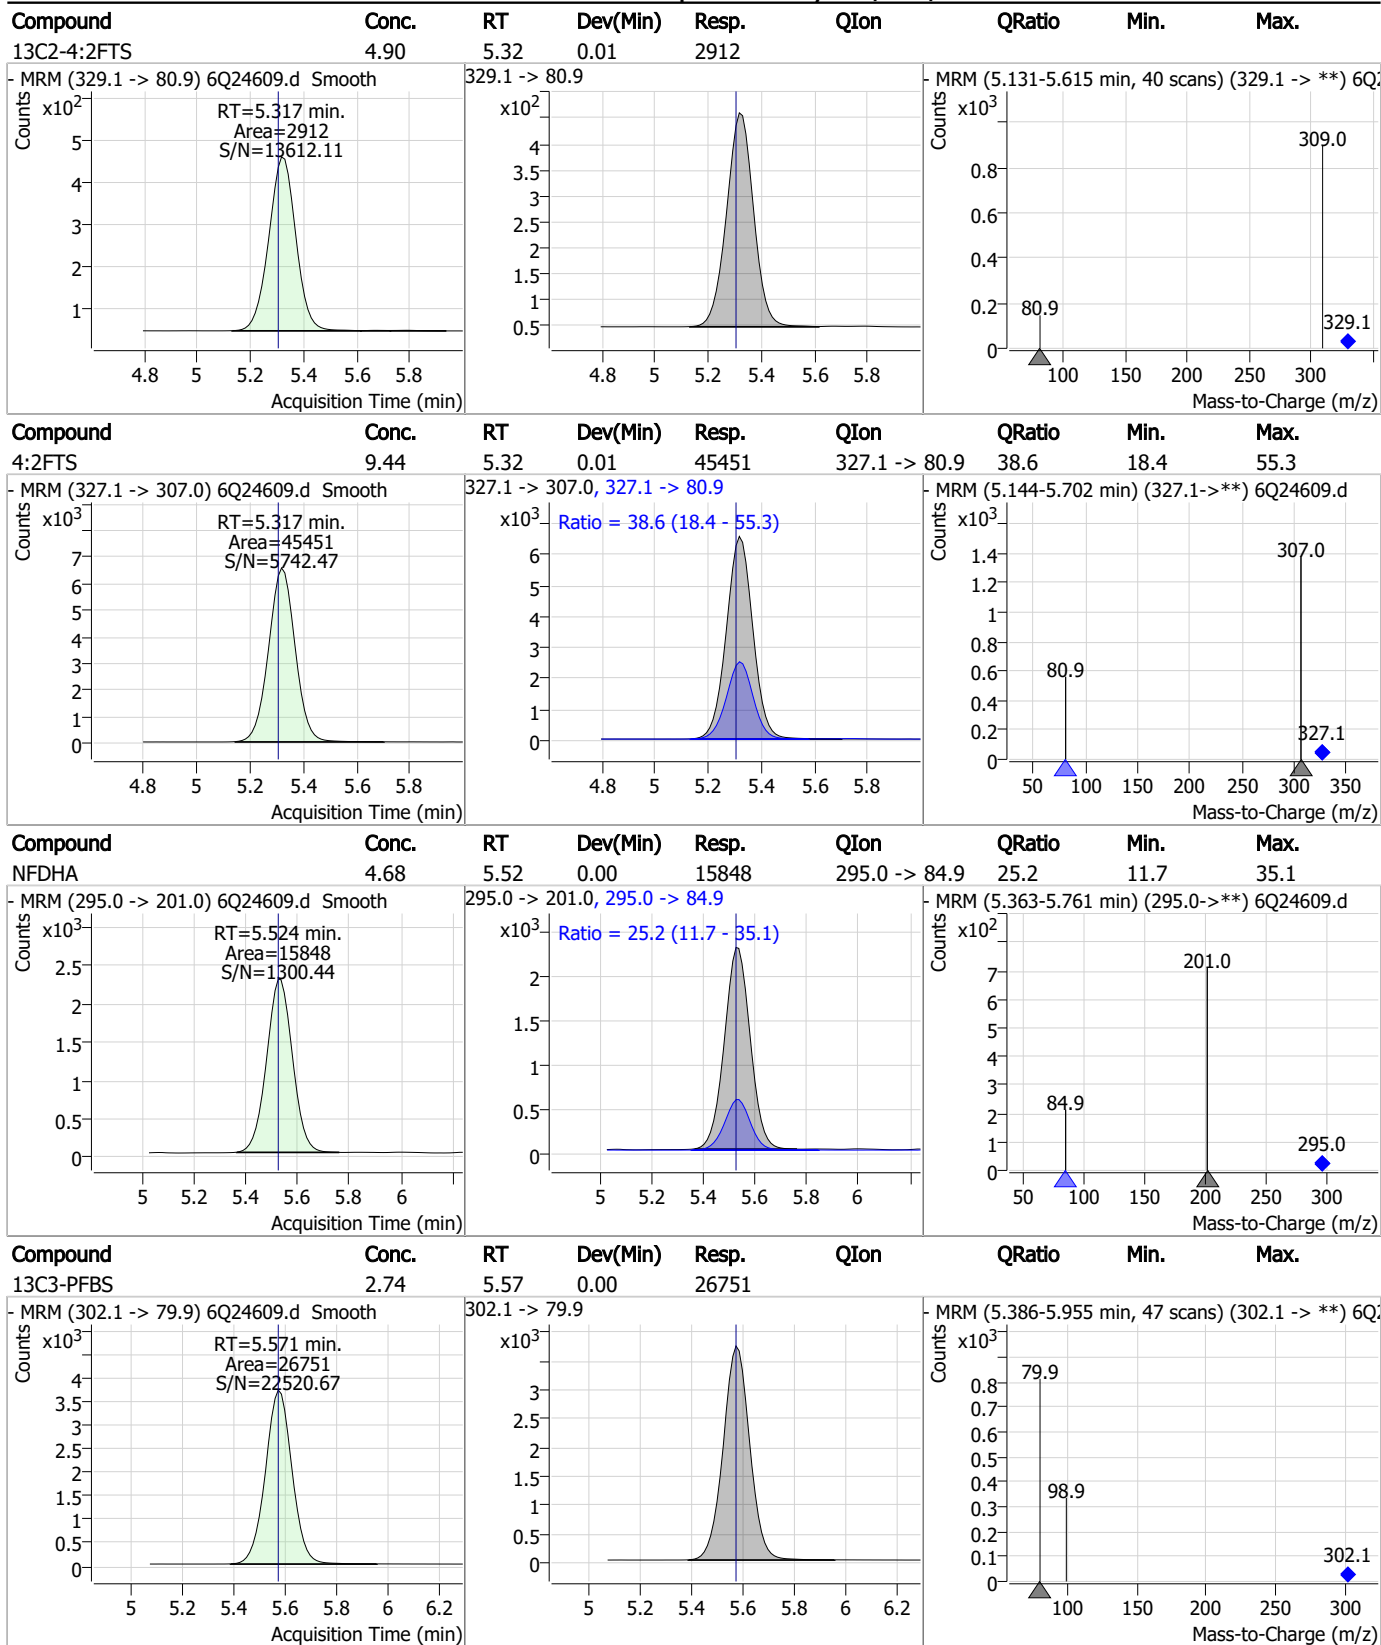 Compound Conc. RT Dev(Min) Resp. QIon QRatio Min. Max.
13C2-4:2FTS 4.90 5.32 0.01 2912
- MRM (329.1 -> 80.9) 6Q24609.d Smooth
Counts
x10²
RT=5.317 min.
Area=2912
S/N=13612.11
5
4
3
2
1
4.8 5 5.2 5.4 5.6 5.8
Acquisition Time (min)
329.1 -> 80.9
x10²
4
3.5
3
2.5
2
1.5
1
0.5
4.8 5 5.2 5.4 5.6 5.8
- MRM (5.131-5.615 min, 40 scans) (329.1 -> **)
Counts
x10³
309.0
0.8
0.6
0.4
0.2
0
80.9
329.1
100 150 200 250 300
Mass-to-Charge (m/z)
Compound Conc. RT Dev(Min) Resp. QIon QRatio Min. Max.
4:2FTS 9.44 5.32 0.01 45451 327.1 -> 80.9 38.6 18.4 55.3
- MRM (327.1 -> 307.0) 6Q24609.d Smooth
Counts
x10³
RT=5.317 min.
Area=45451
S/N=5742.47
7
6
5
4
3
2
1
0
4.8 5 5.2 5.4 5.6 5.8
Acquisition Time (min)
327.1 -> 307.0, 327.1 -> 80.9
x10³
Ratio = 38.6 (18.4 - 55.3)
6
5
4
3
2
1
0
4.8 5 5.2 5.4 5.6 5.8
- MRM (5.144-5.702 min) (327.1->**) 6Q24609.d
Counts
x10³
307.0
1.4
1.2
1
0.8
0.6
0.4
0.2
0
80.9
327.1
50 100 150 200 250 300 350
Mass-to-Charge (m/z)
Compound Conc. RT Dev(Min) Resp. QIon QRatio Min. Max.
NFDHA 4.68 5.52 0.00 15848 295.0 -> 84.9 25.2 11.7 35.1
- MRM (295.0 -> 201.0) 6Q24609.d Smooth
Counts
x10³
RT=5.524 min.
Area=15848
S/N=1300.44
2.5
2
1.5
1
0.5
0
5 5.2 5.4 5.6 5.8 6 6.2
Acquisition Time (min)
295.0 -> 201.0, 295.0 -> 84.9
x10³
Ratio = 25.2 (11.7 - 35.1)
2
1.5
1
0.5
0
5 5.2 5.4 5.6 5.8 6
- MRM (5.363-5.761 min) (295.0->**) 6Q24609.d
Counts
x10²
201.0
7
6
5
4
3
2
1
0
84.9
295.0
50 100 150 200 250 300
Mass-to-Charge (m/z)
Compound Conc. RT Dev(Min) Resp. QIon QRatio Min. Max.
13C3-PFBS 2.74 5.57 0.00 26751
- MRM (302.1 -> 79.9) 6Q24609.d Smooth
Counts
x10³
RT=5.571 min.
Area=26751
S/N=22520.67
4
3.5
3
2.5
2
1.5
1
0.5
0
5 5.2 5.4 5.6 5.8 6 6.2
Acquisition Time (min)
302.1 -> 79.9
x10³
3
2.5
2
1.5
1
0.5
0
5 5.2 5.4 5.6 5.8 6 6.2
- MRM (5.386-5.955 min, 47 scans) (302.1 -> **)
Counts
x10³
79.9
0.8
0.7
0.6
0.5
0.4
0.3
0.2
0.1
0
98.9
302.1
100 150 200 250 300
Mass-to-Charge (m/z)